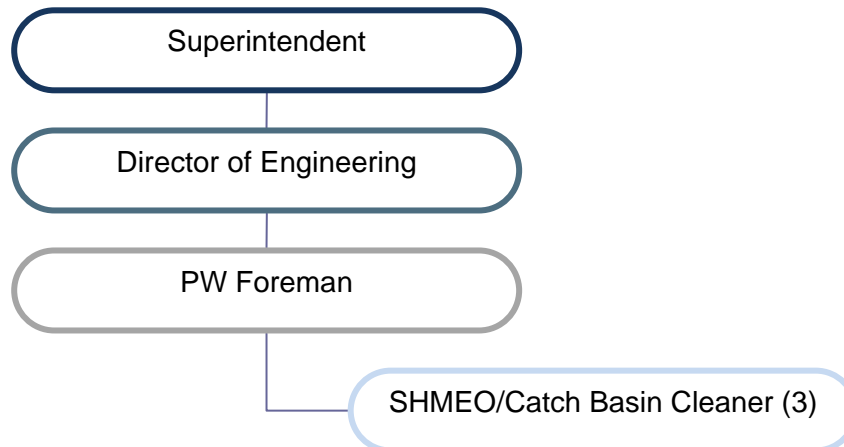 Superintendent
Director of Engineering
PW Foreman
SHMEO/Catch Basin Cleaner (3)